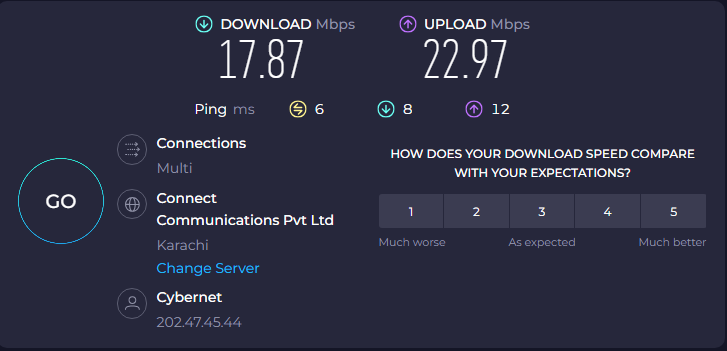 DOWNLOAD Mbps
17.87
UPLOAD Mbps
22.97
Ping ms 6 8 12
GO
Connections
Multi
Connect
Communications Pvt Ltd
Karachi
Change Server
Cybernet
202.47.45.44
HOW DOES YOUR DOWNLOAD SPEED COMPARE
WITH YOUR EXPECTATIONS?
1 2 3 4 5
Much worse As expected Much better